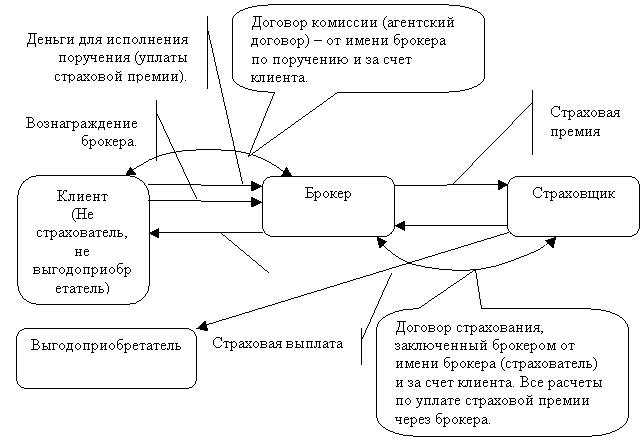 Деньги для исполнения
поручения (уплаты
страховой премии).
Договор комиссии (агентский
договор) – от имени брокера
по поручению и за счет
клиента.
Вознаграждение
брокера.
Страховая
премия
Клиент
(Не
страхователь,
не
выгодоприобр
етатель)
Брокер
Страховщик
Выгодоприобретатель
Страховая выплата
Договор страхования,
заключенный брокером от
имени брокера (страхователь)
и за счет клиента. Все расчеты
по уплате страховой премии
через брокера.